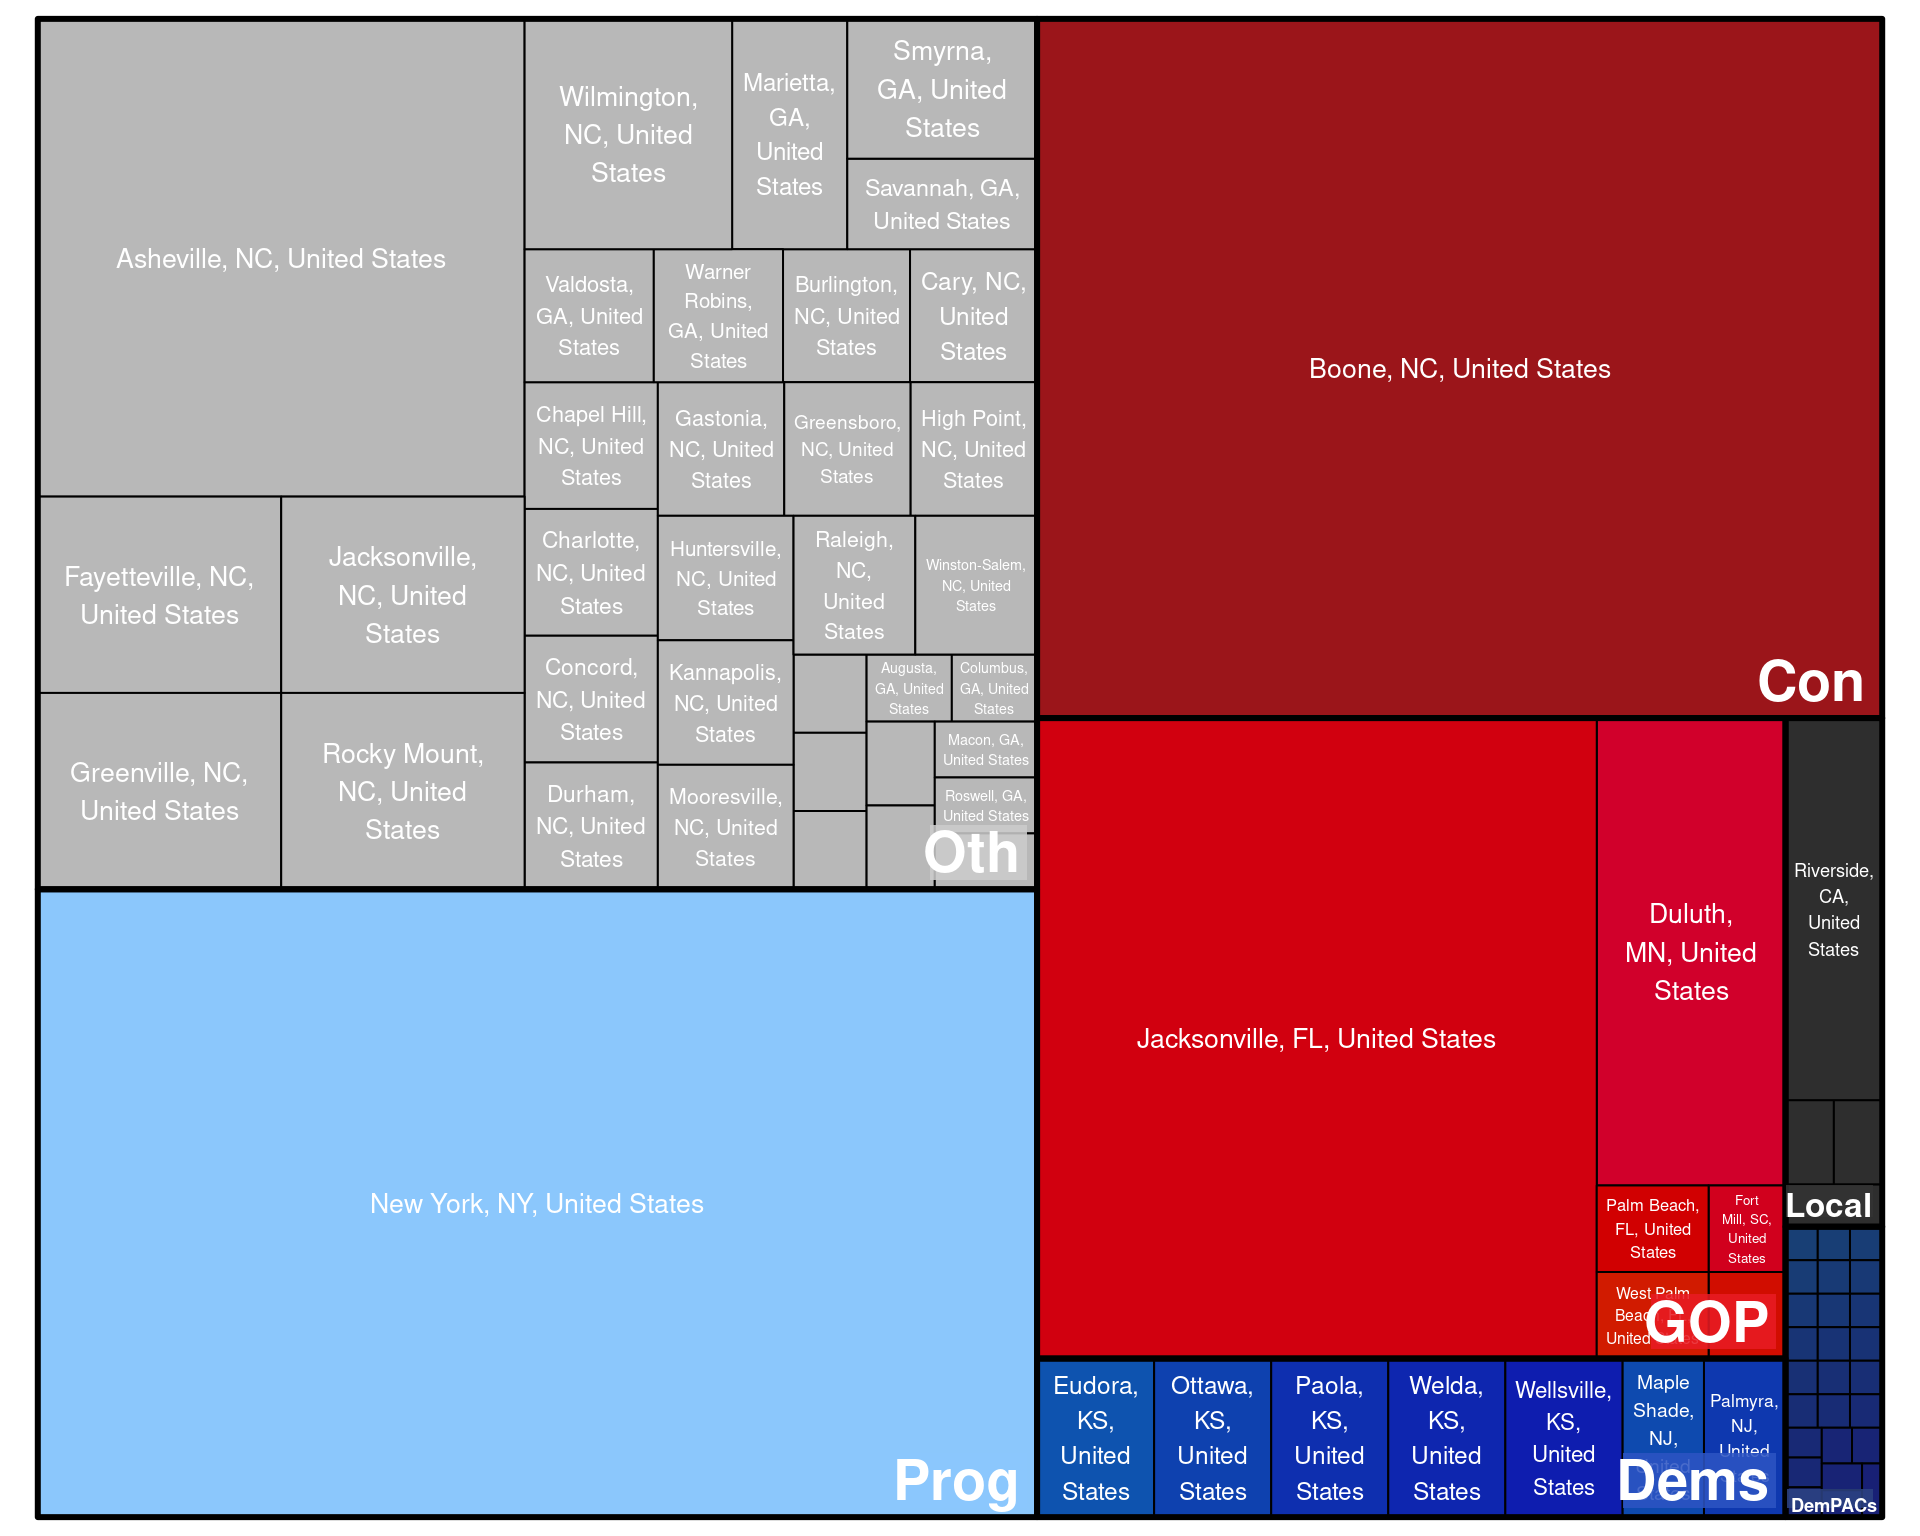 Asheville, NC, United States
Wilmington,
NC, United
States
Marietta,
GA,
United
States
Smyrna,
GA, United
States
Savannah, GA,
United States
Valdosta,
GA, United
States
Warner
Robins,
GA, United
States
Burlington,
NC, United
States
Cary, NC,
United
States
Chapel Hill,
NC, United
States
Gastonia,
NC, United
States
Greensboro,
NC, United
States
High Point,
NC, United
States
Fayetteville, NC,
United States
Jacksonville,
NC, United
States
Charlotte,
NC, United
States
Huntersville,
NC, United
States
Raleigh,
NC,
United
States
Winston-Salem,
NC, United
States
Concord,
NC, United
States
Kannapolis,
NC, United
States
Augusta,
GA, United
States
Columbus,
GA, United
States
Macon, GA,
United States
Roswell, GA,
United States
Greenville, NC,
United States
Rocky Mount,
NC, United
States
Durham,
NC, United
States
Mooresville,
NC, United
States
Oth
New York, NY, United States
Prog
Boone, NC, United States
Con
Jacksonville, FL, United States
Duluth,
MN, United
States
Palm Beach,
FL, United
States
Fort
Mill, SC,
United
States
West Palm
Beach,
United
GOP
Riverside,
CA,
United
States
Local
Eudora,
KS,
United
States
Ottawa,
KS,
United
States
Paola,
KS,
United
States
Welda,
KS,
United
States
Wellsville,
KS,
United
States
Maple
Shade,
NJ,
United
Palmyra,
NJ,
United
Dems
DemPACs